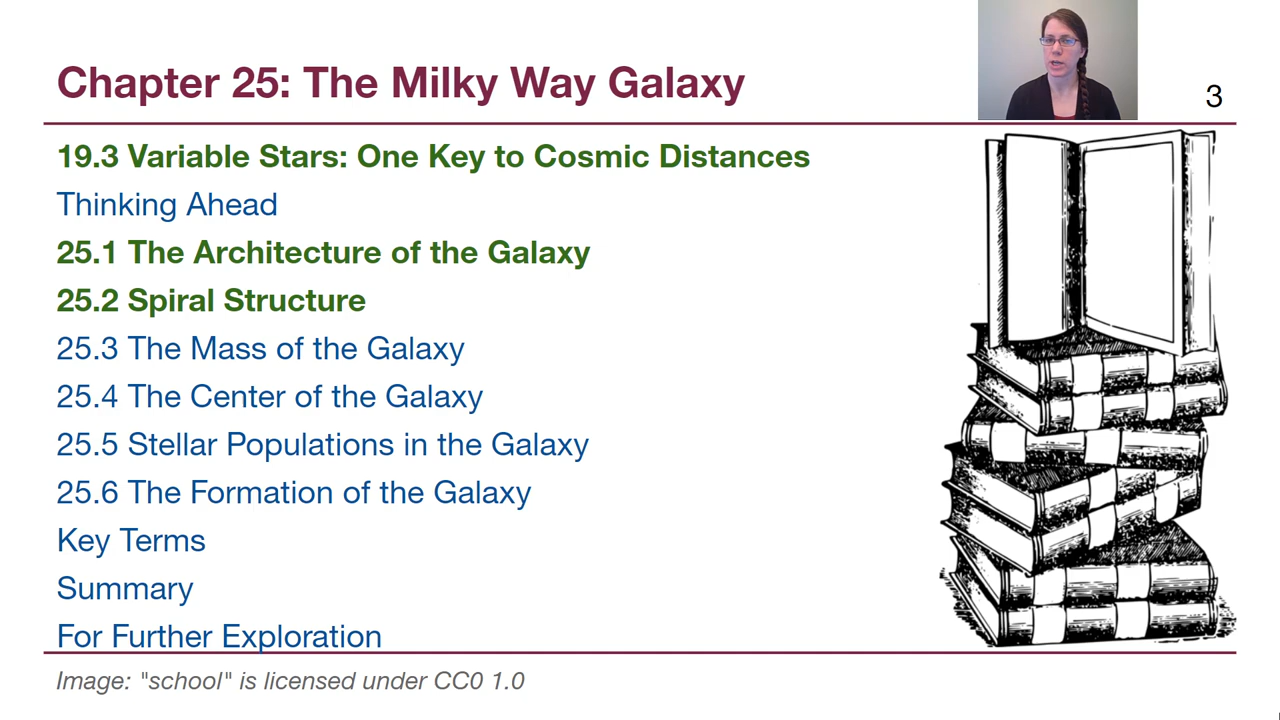 Chapter 25: The Milky Way Galaxy
3
19.3 Variable Stars: One Key to Cosmic Distances
Thinking Ahead
25.1 The Architecture of the Galaxy
25.2 Spiral Structure
25.3 The Mass of the Galaxy
25.4 The Center of the Galaxy
25.5 Stellar Populations in the Galaxy
25.6 The Formation of the Galaxy
Key Terms
Summary
For Further Exploration
Image: "school" is licensed under CC0 1.0